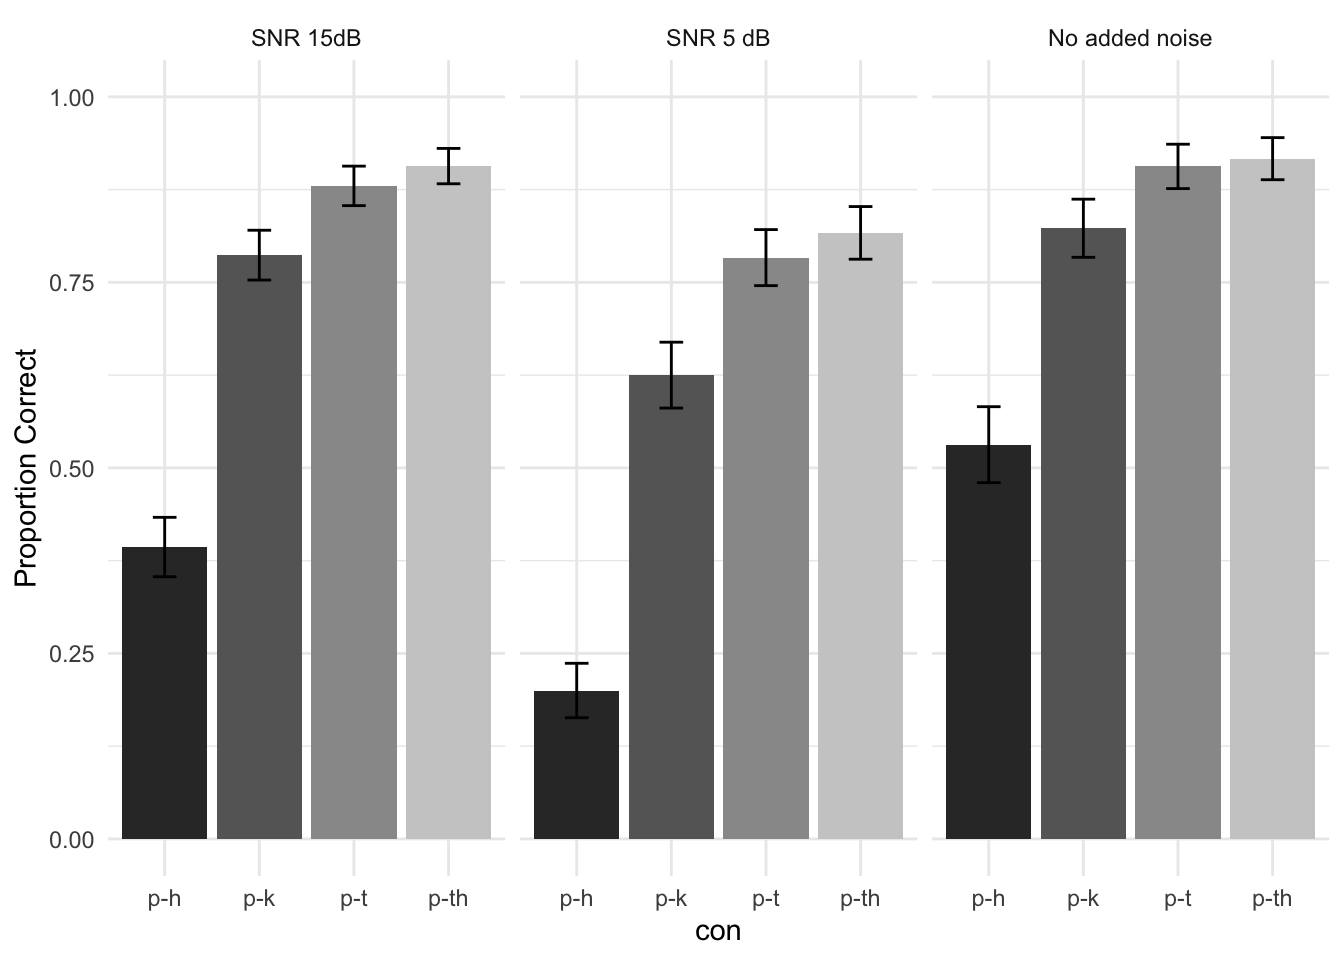 SNR 15dB
SNR 5 dB
No added noise
1.00
0.75
0.50
0.25
0.00
Proportion Correct
p-h p-k p-t p-th
p-h p-k p-t p-th
p-h p-k p-t p-th
con